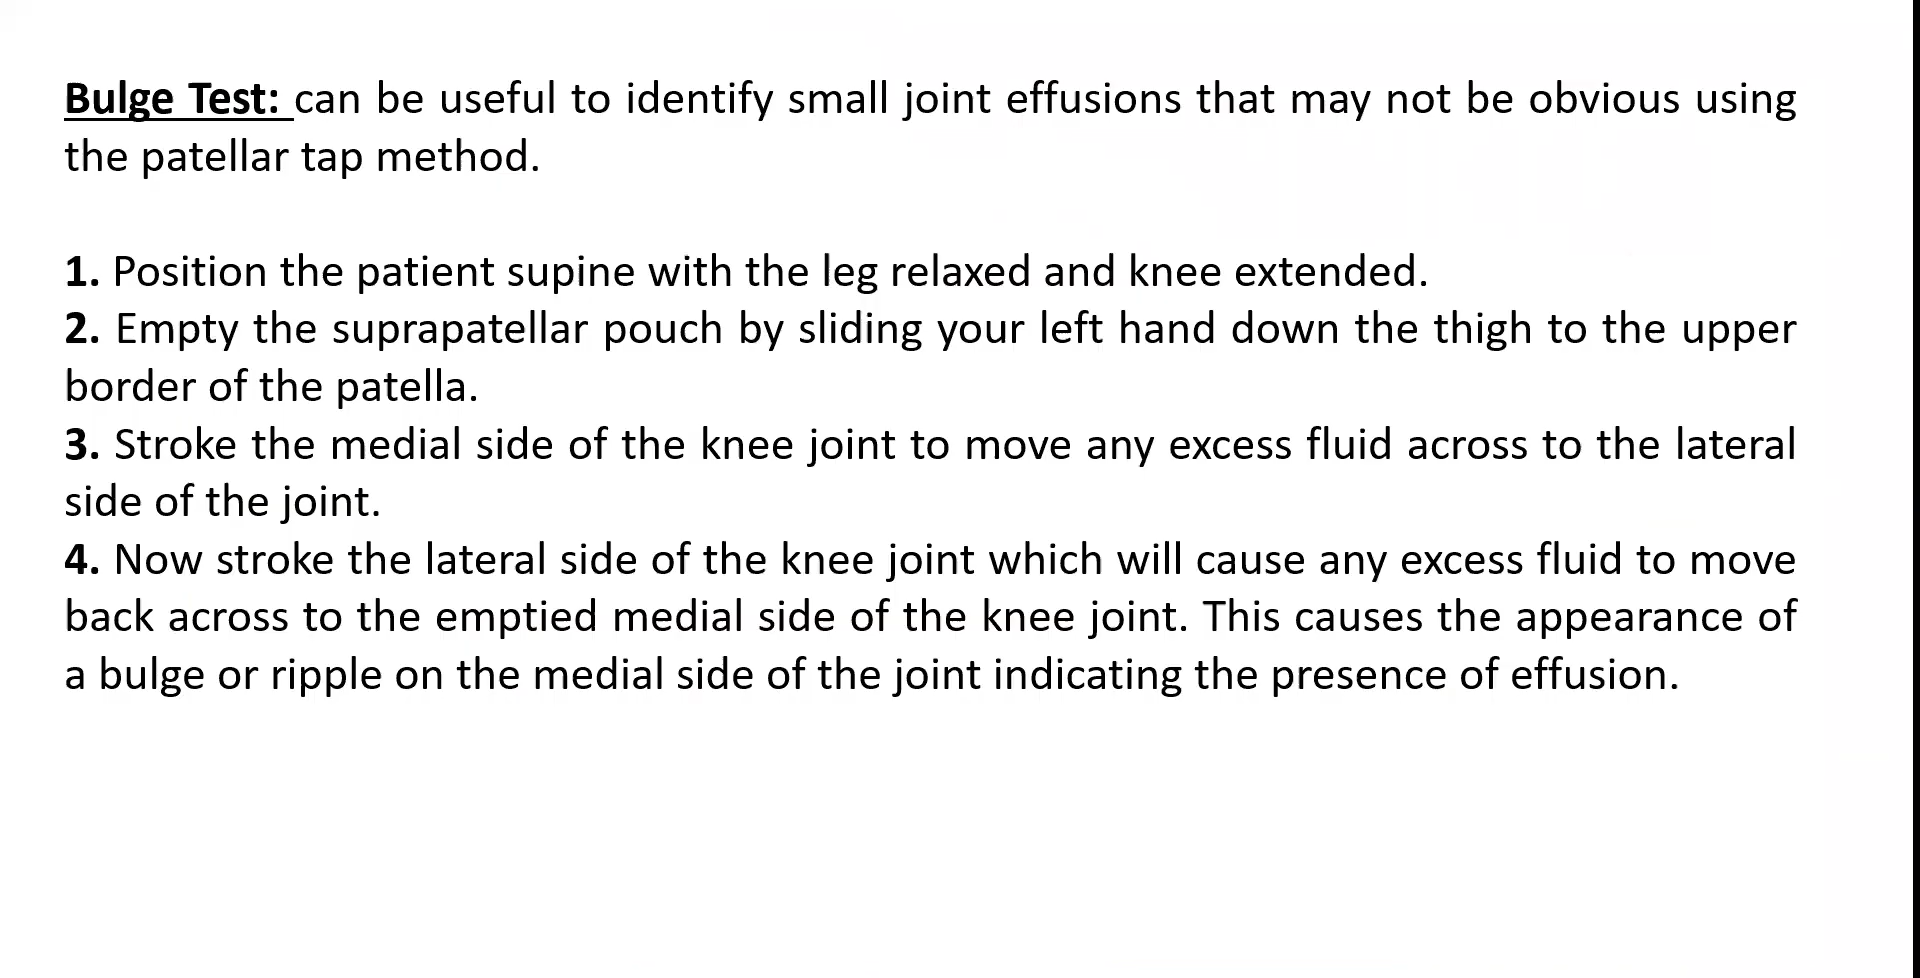 Bulge Test: can be useful to identify small joint effusions that may not be obvious using
the patellar tap method.
1. Position the patient supine with the leg relaxed and knee extended.
2. Empty the suprapatellar pouch by sliding your left hand down the thigh to the upper
border of the patella.
3. Stroke the medial side of the knee joint to move any excess fluid across to the lateral
side of the joint.
4. Now stroke the lateral side of the knee joint which will cause any excess fluid to move
back across to the emptied medial side of the knee joint. This causes the appearance of
a bulge or ripple on the medial side of the joint indicating the presence of effusion.